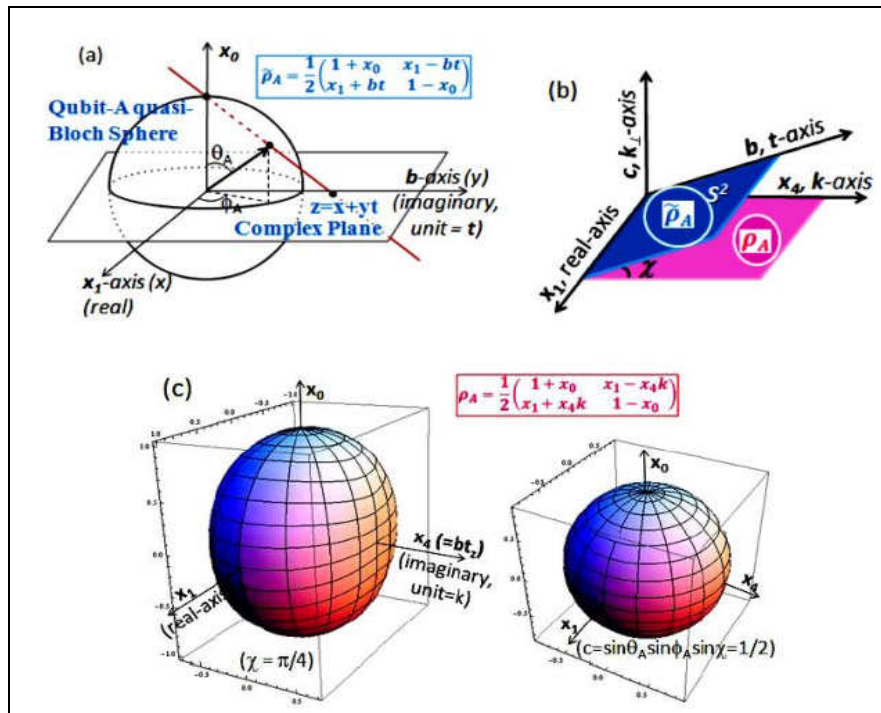 (a)
x₀
ρ̃_A = 1/2 ( 1 + x₀   x₁ − bt
x₁ + bt   1 − x₀ )
Qubit-A quasi-
Bloch Sphere
θ_A
ϕ_A
b-axis (y)
(imaginary,
unit = t)
z=x+yt
Complex Plane
x₁-axis (x)
(real)
(b)
c, k⊥-axis
b, t-axis
S²
x₄, k-axis
ρ̃_A
ρ_A
χ
x₁, real-axis
(c)
x₀
ρ_A = 1/2 ( 1 + x₀   x₁ − x₄k
x₁ + x₄k   1 − x₀ )
x₄ (=bt_z)
(imaginary,
unit=k)
x₁
(real-axis)
(χ = π/4)
x₀
x₄
x₁
(c=sinθ_A sinϕ_A sinχ=1/2)